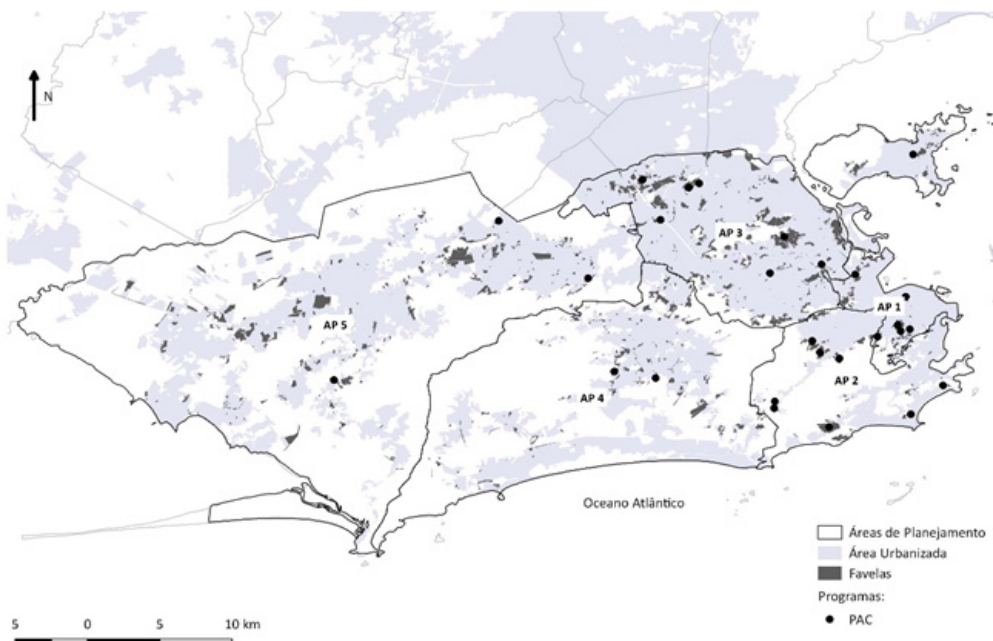 N
AP 3
AP 1
AP 5
AP 2
AP 4
Oceano Atlântico
Áreas de Planejamento
Área Urbanizada
Favelas
Programas:
PAC
5 0 5 10 km